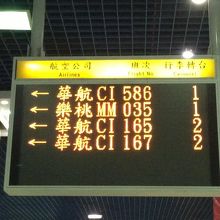 航空公司 班次 行李轉台
Airlines Flight No. Carousel
← 華航 CI 586 1
← 樂桃 MM 035 1
← 華航 CI 165 2
← 華航 CI 167 2